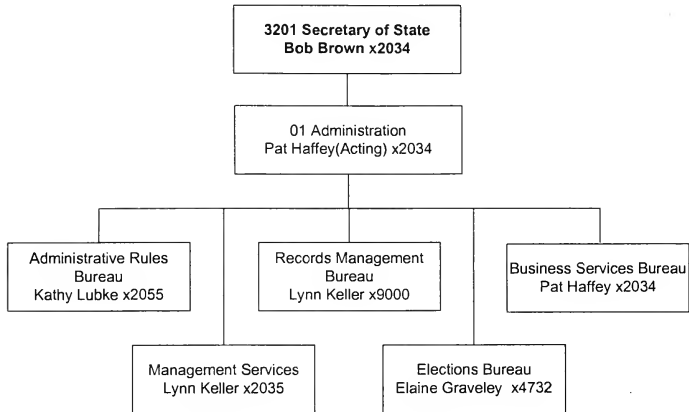 3201 Secretary of State
Bob Brown x2034
01 Administration
Pat Haffey(Acting) x2034
Administrative Rules
Bureau
Kathy Lubke x2055
Records Management
Bureau
Lynn Keller x9000
Business Services Bureau
Pat Haffey x2034
Management Services
Lynn Keller x2035
Elections Bureau
Elaine Graveley x4732